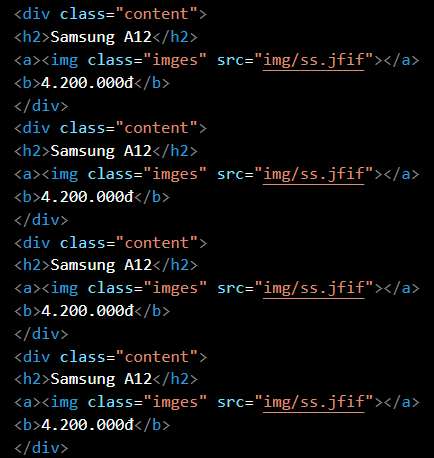 <div class="content">
<h2>Samsung A12</h2>
<a><img class="imges" src="img/ss.jfif"></a>
<b>4.200.000đ</b>
</div>
<div class="content">
<h2>Samsung A12</h2>
<a><img class="imges" src="img/ss.jfif"></a>
<b>4.200.000đ</b>
</div>
<div class="content">
<h2>Samsung A12</h2>
<a><img class="imges" src="img/ss.jfif"></a>
<b>4.200.000đ</b>
</div>
<div class="content">
<h2>Samsung A12</h2>
<a><img class="imges" src="img/ss.jfif"></a>
<b>4.200.000đ</b>
</div>